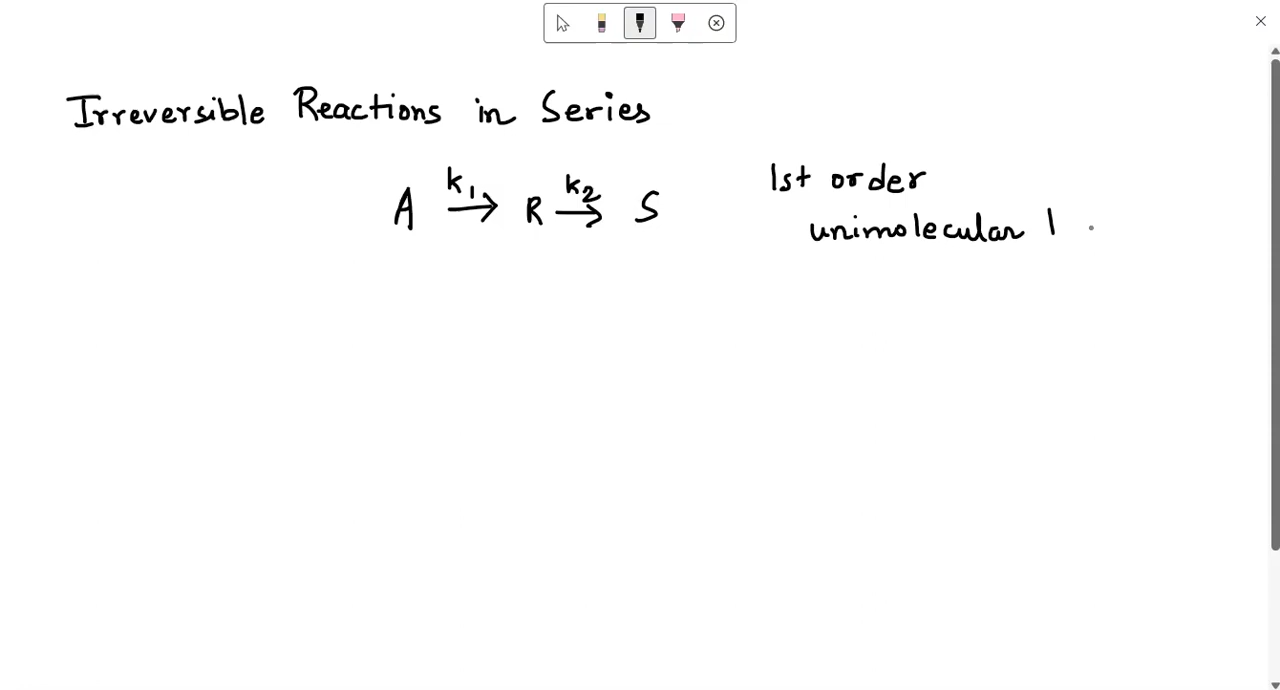 Irreversible Reactions in Series
A k₁→ R k₂→ S
1st order
unimolecular